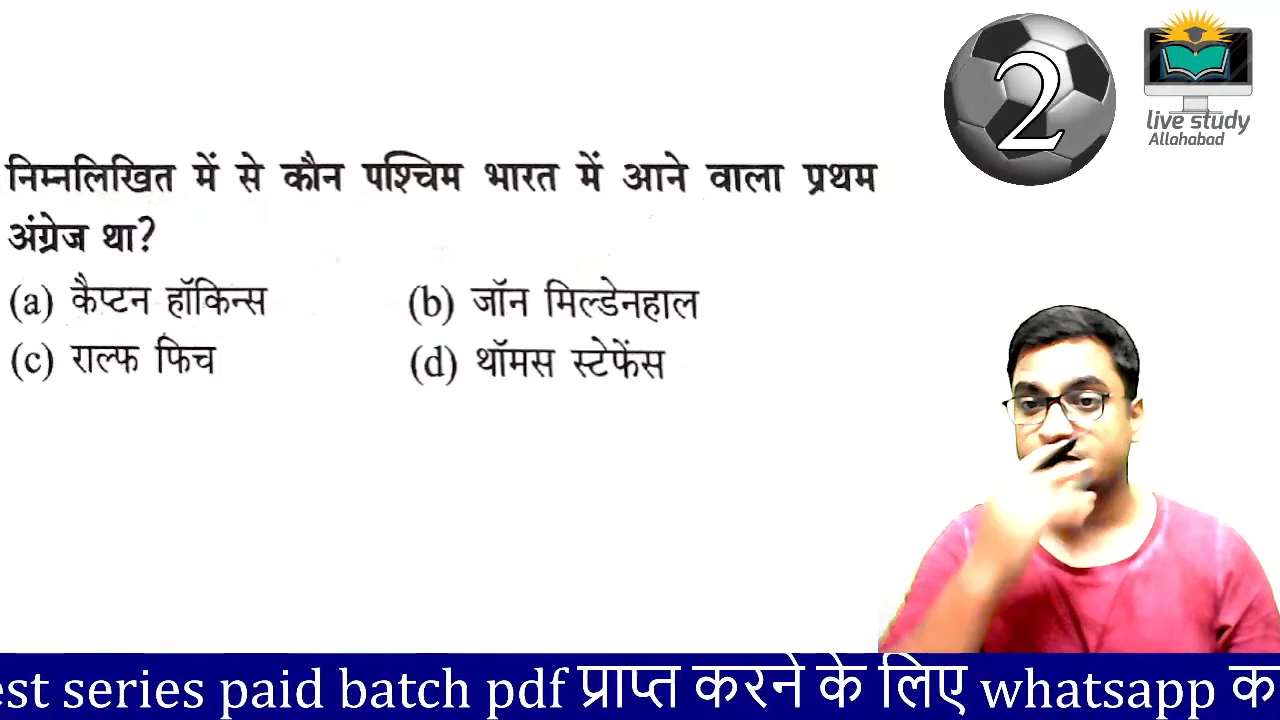 2
live study
Allahabad
निम्नलिखित में से कौन पश्चिम भारत में आने वाला प्रथम
अंग्रेज था?
(a) कैप्टन हॉकिन्स (b) जॉन मिल्डेनहाल
(c) राल्फ फिच (d) थॉमस स्टेफेंस
est series paid batch pdf प्राप्त करने के लिए whatsapp क